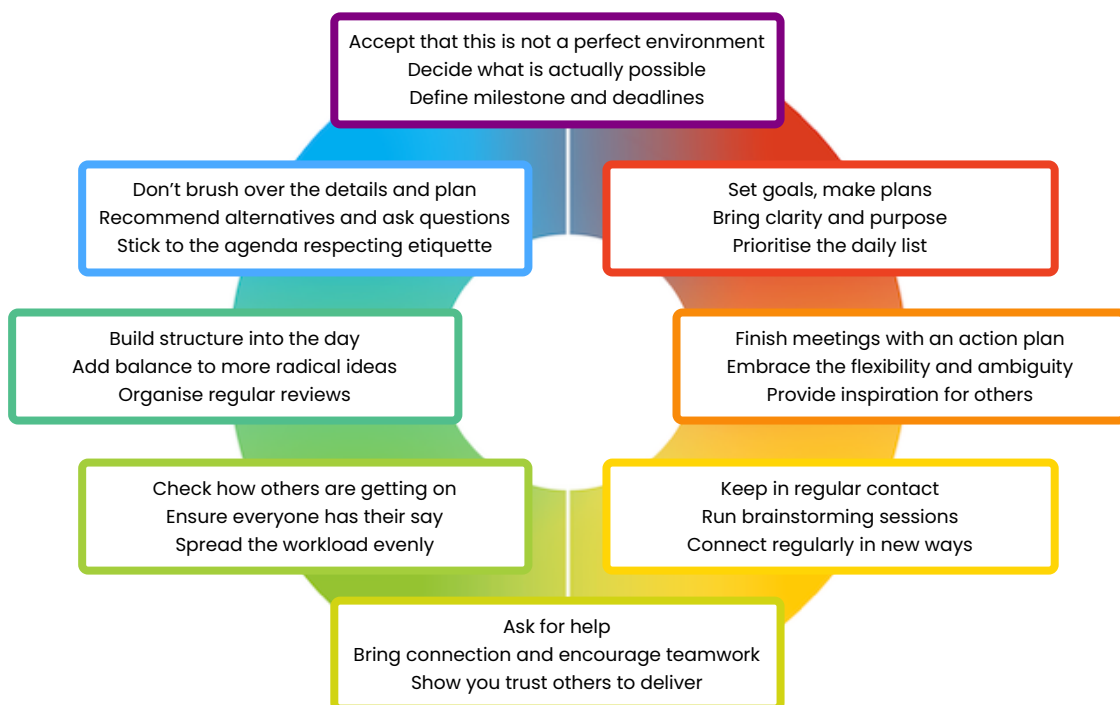 Accept that this is not a perfect environment
Decide what is actually possible
Define milestone and deadlines
Don’t brush over the details and plan
Recommend alternatives and ask questions
Stick to the agenda respecting etiquette
Set goals, make plans
Bring clarity and purpose
Prioritise the daily list
Build structure into the day
Add balance to more radical ideas
Organise regular reviews
Finish meetings with an action plan
Embrace the flexibility and ambiguity
Provide inspiration for others
Check how others are getting on
Ensure everyone has their say
Spread the workload evenly
Keep in regular contact
Run brainstorming sessions
Connect regularly in new ways
Ask for help
Bring connection and encourage teamwork
Show you trust others to deliver